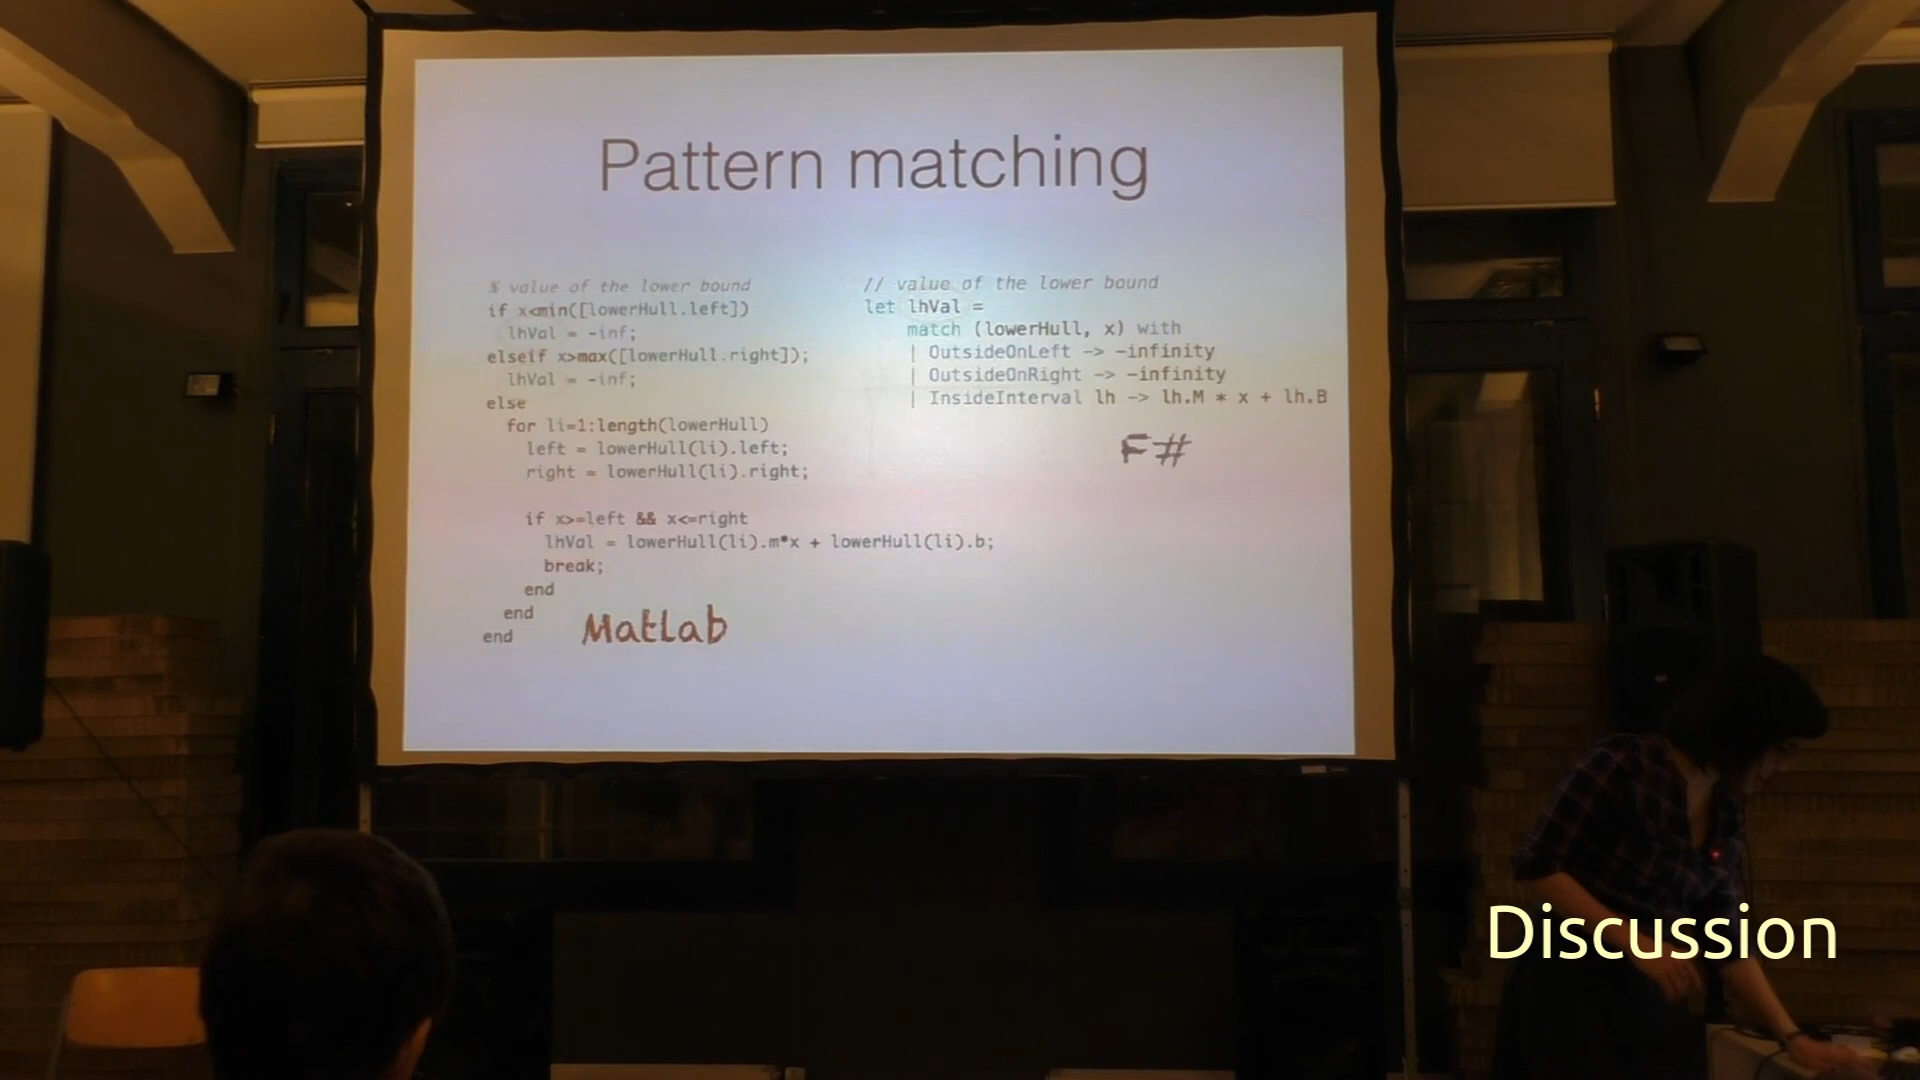 Pattern matching
% value of the lower bound
if x<min([lowerHull.left])
lhVal = -inf;
elseif x>max([lowerHull.right]);
lhVal = -inf;
else
for li=1:length(lowerHull)
left = lowerHull(li).left;
right = lowerHull(li).right;
if x>=left && x<=right
lhVal = lowerHull(li).m*x + lowerHull(li).b;
break;
end
end
end
Matlab
// value of the lower bound
let lhVal =
match (lowerHull, x) with
| OutsideOnLeft -> -infinity
| OutsideOnRight -> -infinity
| InsideInterval lh -> lh.M * x + lh.B
F#
Discussion